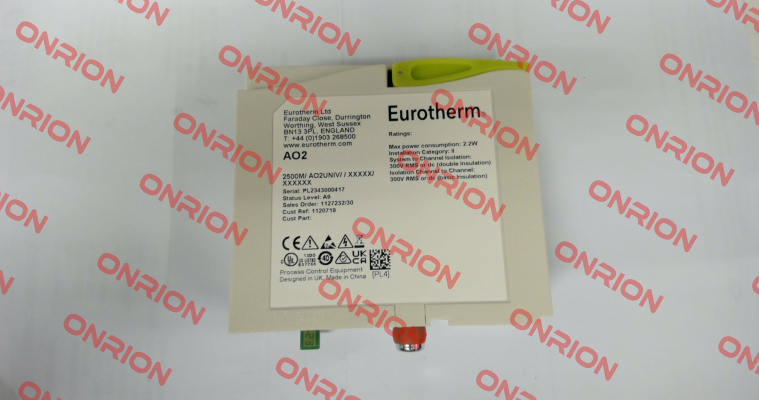 Eurotherm Ltd
Faraday Close, Durrington
Worthing, West Sussex
BN13 3PL, ENGLAND
T: +44 (0)1903 268500
www.eurotherm.com
AO2
2500M/ AO2UNIV/ / XXXXX/
XXXXXX
Serial: PL2343000417
Status Level: A9
Sales Order: 1127232/30
Cust Ref: 1120718
Cust Part:
Process Control Equipment
Designed in UK, Made in China
[PL4]
Eurotherm
Ratings:
Max power consumption: 2.2W
Installation Category: II
System to Channel Isolation:
300V RMS or dc (double Insulation)
Isolation Channel to Channel:
300V RMS or dc (basic Insulation)
ONRION